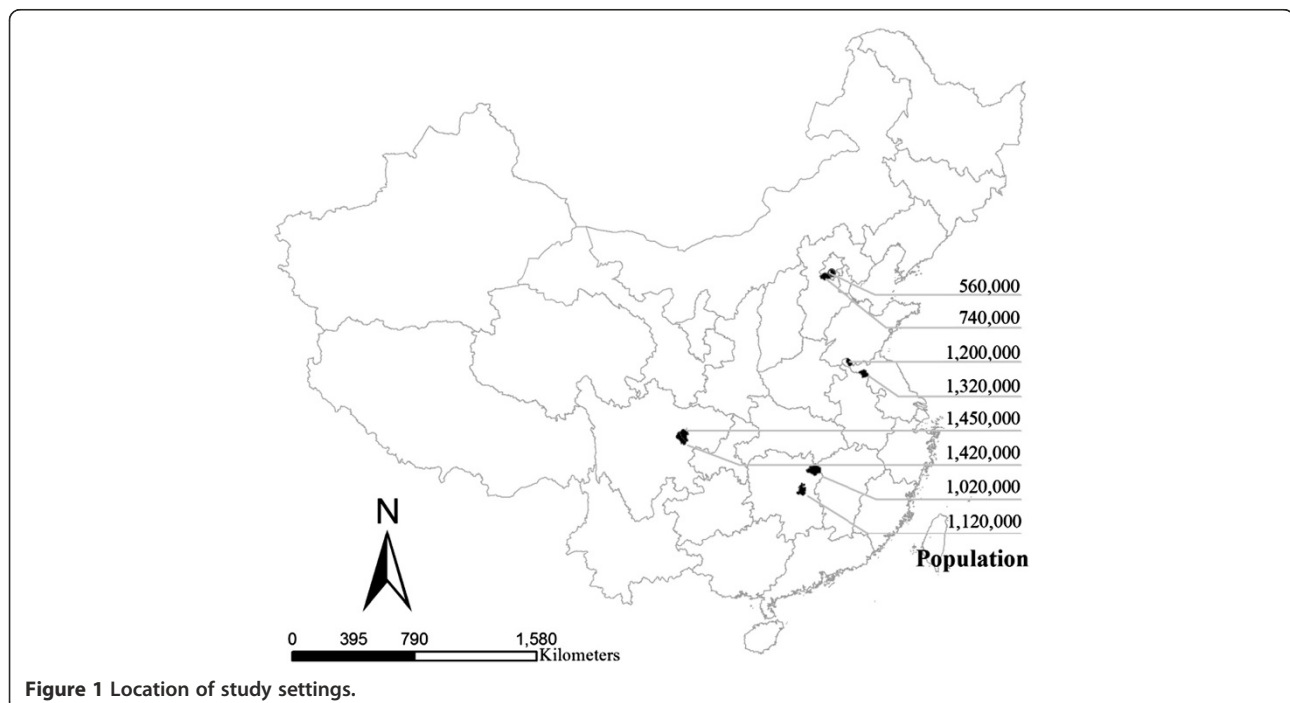 560,000
740,000
1,200,000
1,320,000
1,450,000
1,420,000
1,020,000
1,120,000
Population
N
0 395 790 1,580
Kilometers
Figure 1 Location of study settings.